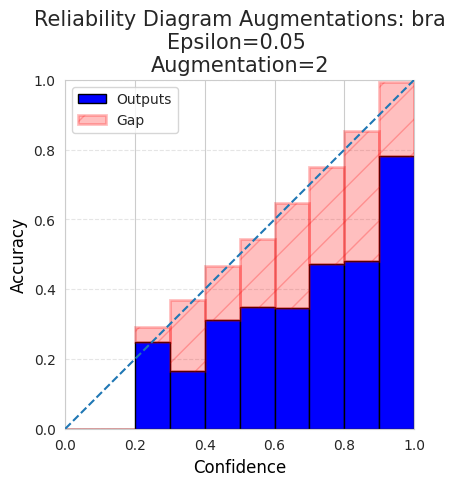 Reliability Diagram Augmentations: bra
Epsilon=0.05
Augmentation=2
Outputs
Gap
1.0
0.8
0.6
0.4
0.2
0.0
Accuracy
0.0 0.2 0.4 0.6 0.8 1.0
Confidence